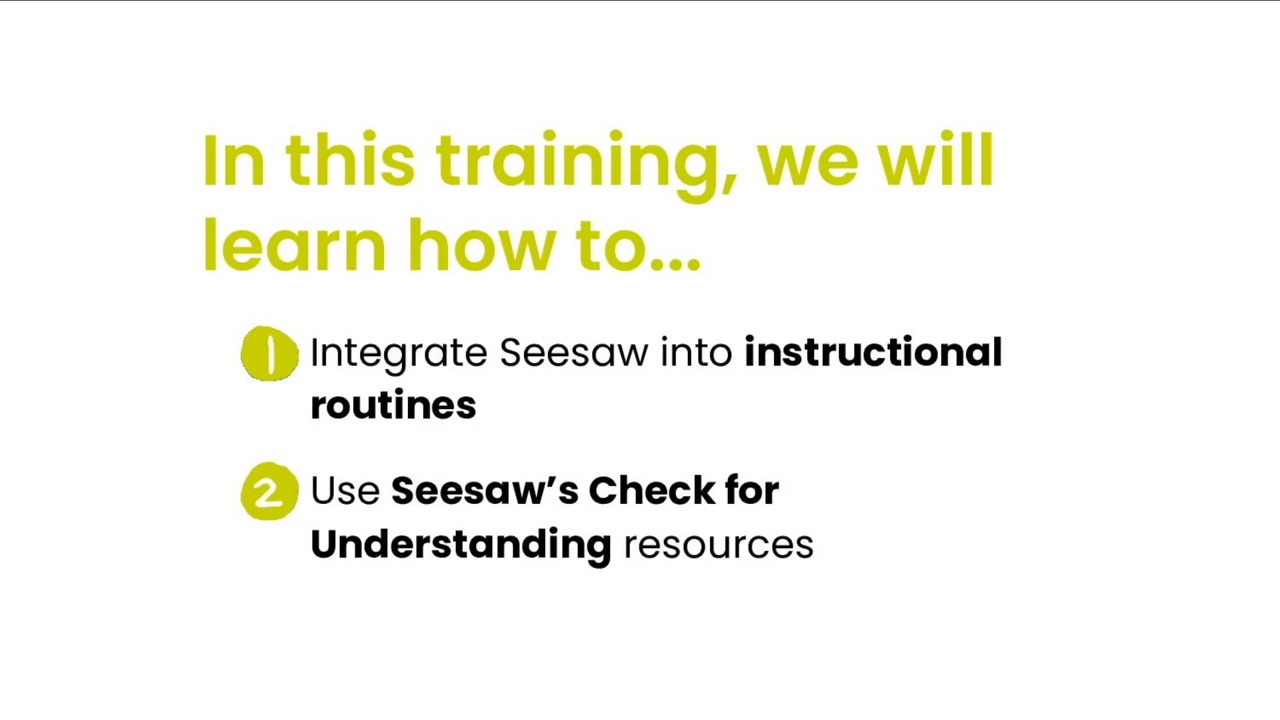 In this training, we will
learn how to...
1 Integrate Seesaw into instructional
routines
2 Use Seesaw’s Check for
Understanding resources